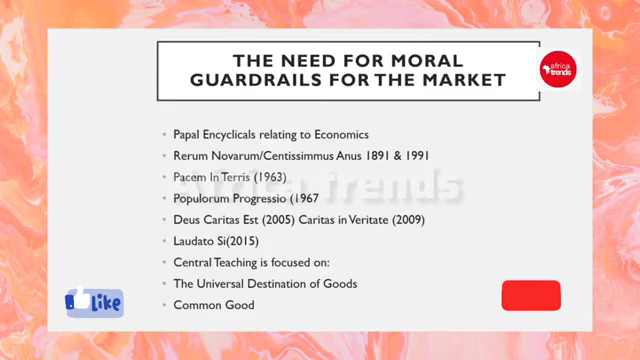 THE NEED FOR MORAL
GUARDRAILS FOR THE MARKET
africa
trends
Papal Encyclicals relating to Economics
Rerum Novarum/Centissimmus Anus 1891 & 1991
Pacem In Terris (1963)
africa trends
Populorum Progressio (1967
Deus Caritas Est (2005) Caritas in Veritate (2009)
Laudato Si(2015)
Central Teaching is focused on:
The Universal Destination of Goods
Common Good
Like